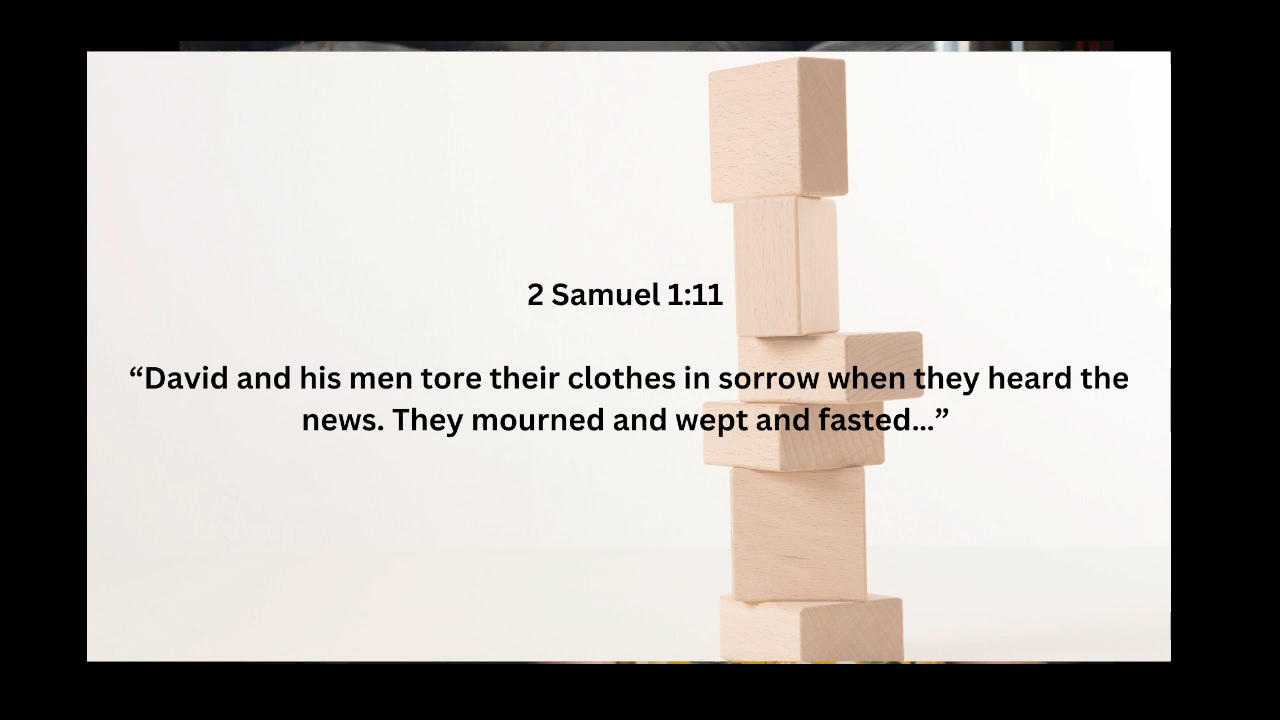 2 Samuel 1:11
“David and his men tore their clothes in sorrow when they heard the
news. They mourned and wept and fasted...”